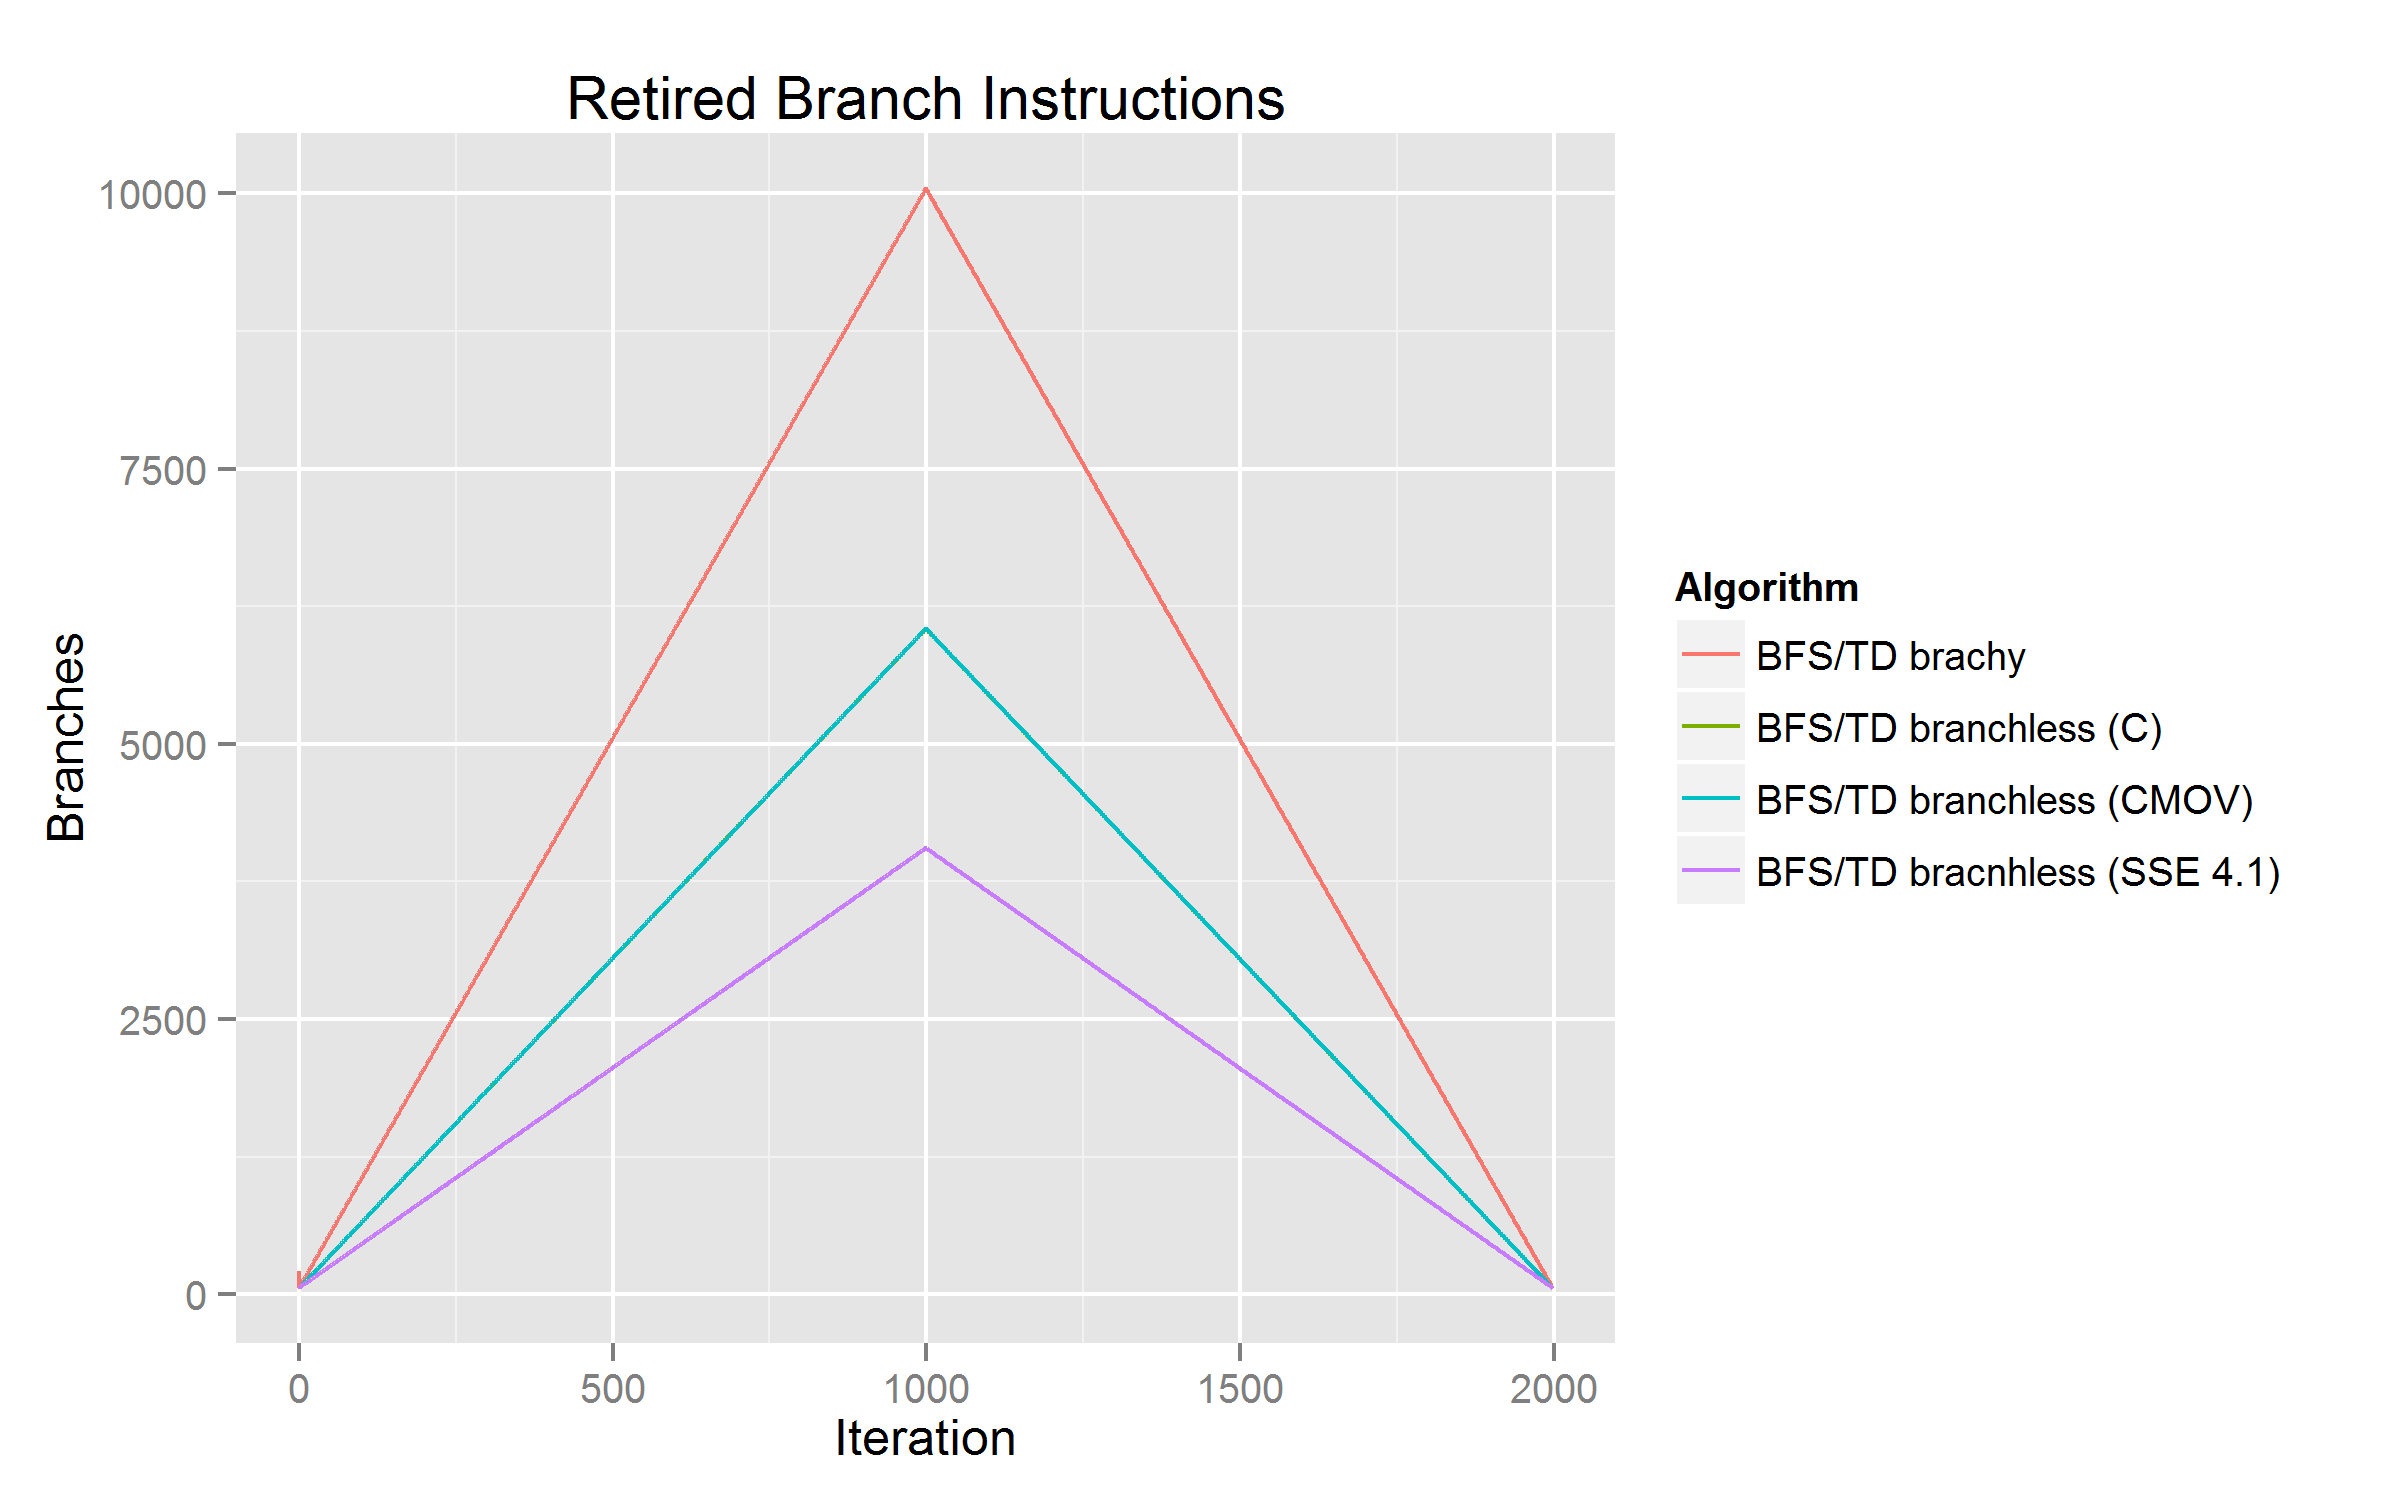 Retired Branch Instructions
10000
7500
5000
2500
0
Branches
0 500 1000 1500 2000
Iteration
Algorithm
BFS/TD brachy
BFS/TD branchless (C)
BFS/TD branchless (CMOV)
BFS/TD bracnhless (SSE 4.1)